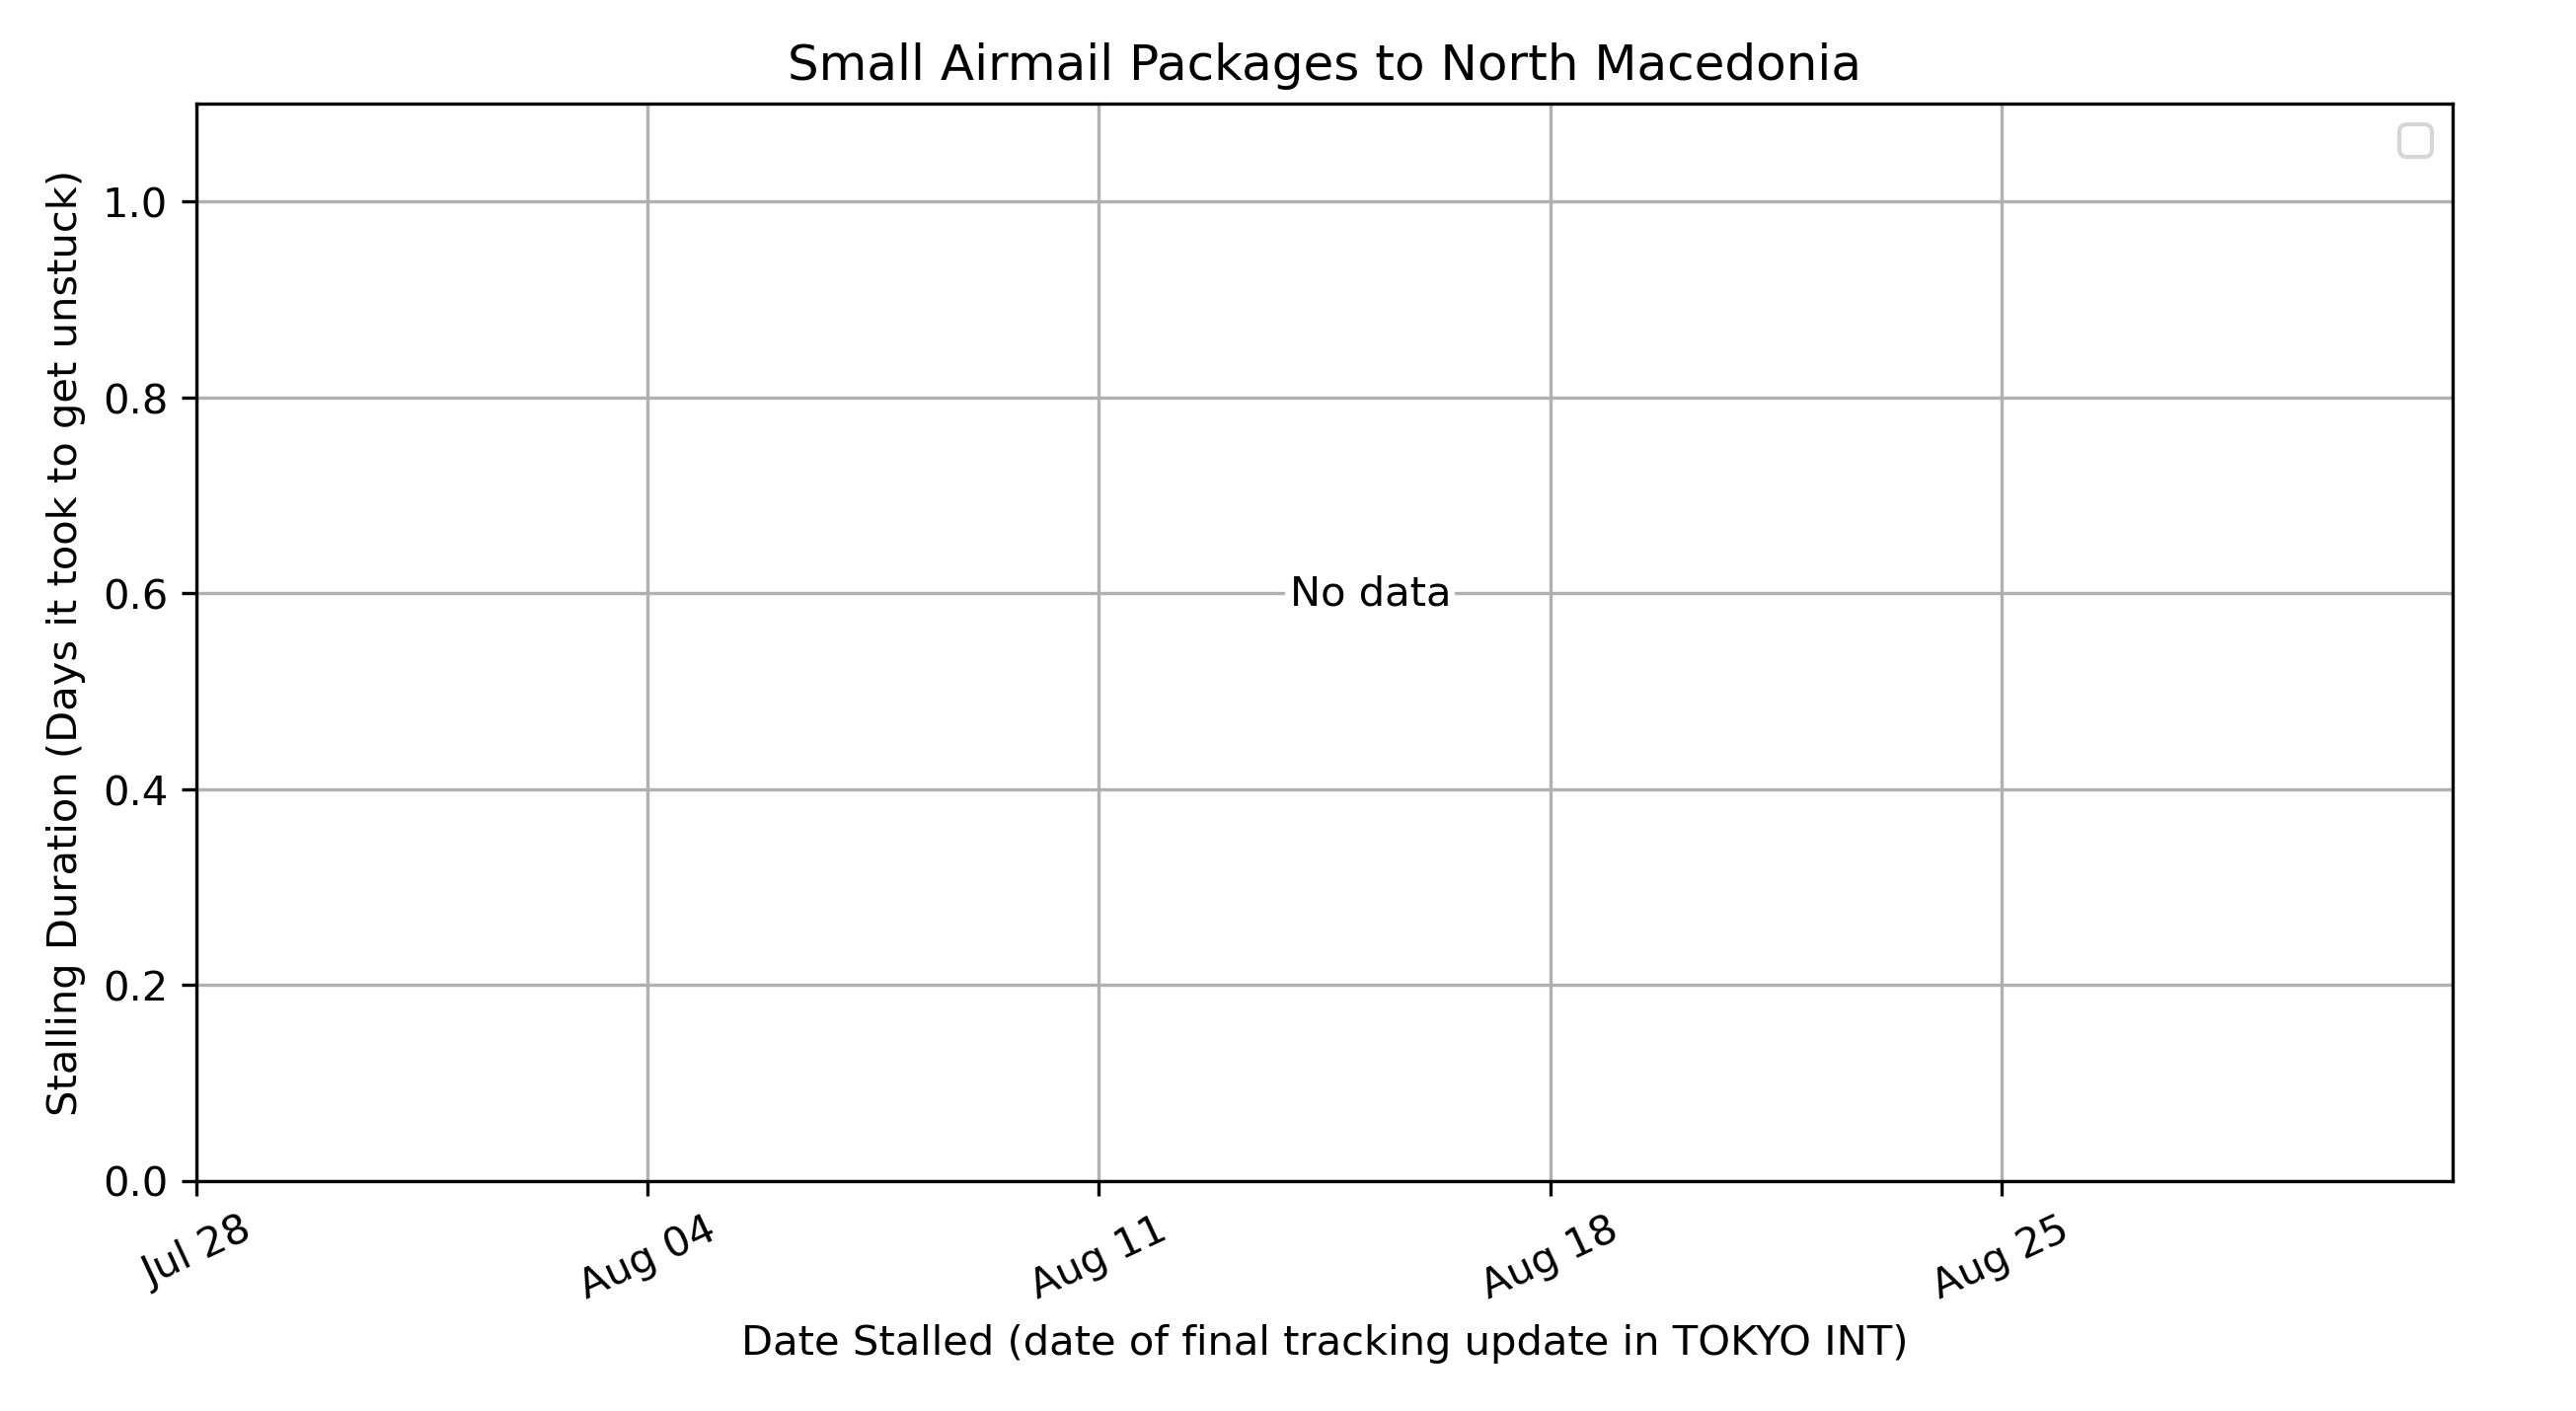 Small Airmail Packages to North Macedonia
Stalling Duration (Days it took to get unstuck)
1.0
0.8
0.6
0.4
0.2
0.0
No data
Jul 28
Aug 04
Aug 11
Aug 18
Aug 25
Date Stalled (date of final tracking update in TOKYO INT)